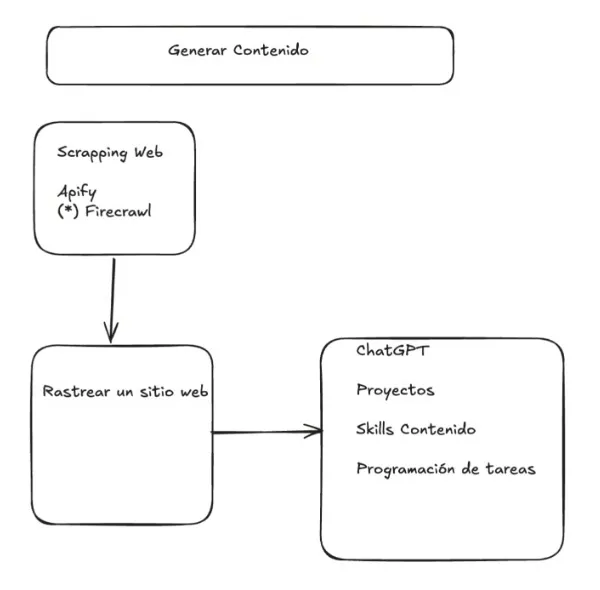 Generar Contenido
Scrapping Web
Apify
(*) Firecrawl
Rastrear un sitio web
ChatGPT
Proyectos
Skills Contenido
Programación de tareas